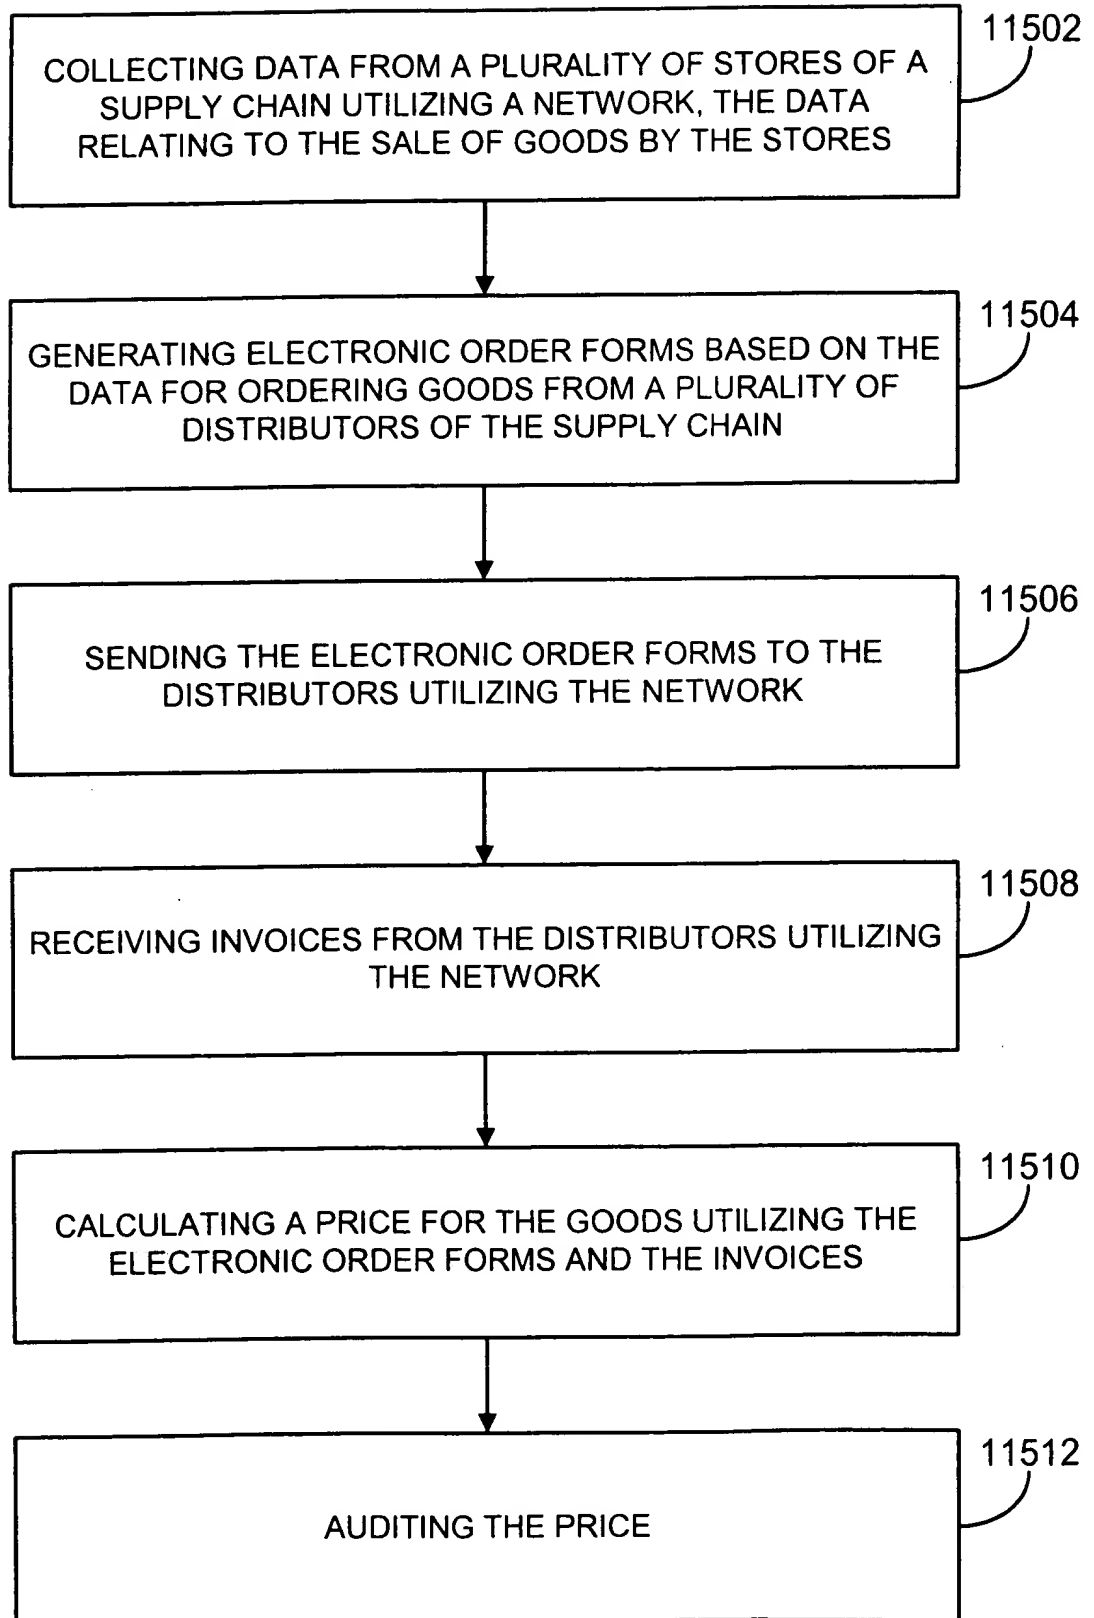 11502
COLLECTING DATA FROM A PLURALITY OF STORES OF A
SUPPLY CHAIN UTILIZING A NETWORK, THE DATA
RELATING TO THE SALE OF GOODS BY THE STORES
11504
GENERATING ELECTRONIC ORDER FORMS BASED ON THE
DATA FOR ORDERING GOODS FROM A PLURALITY OF
DISTRIBUTORS OF THE SUPPLY CHAIN
11506
SENDING THE ELECTRONIC ORDER FORMS TO THE
DISTRIBUTORS UTILIZING THE NETWORK
11508
RECEIVING INVOICES FROM THE DISTRIBUTORS UTILIZING
THE NETWORK
11510
CALCULATING A PRICE FOR THE GOODS UTILIZING THE
ELECTRONIC ORDER FORMS AND THE INVOICES
11512
AUDITING THE PRICE